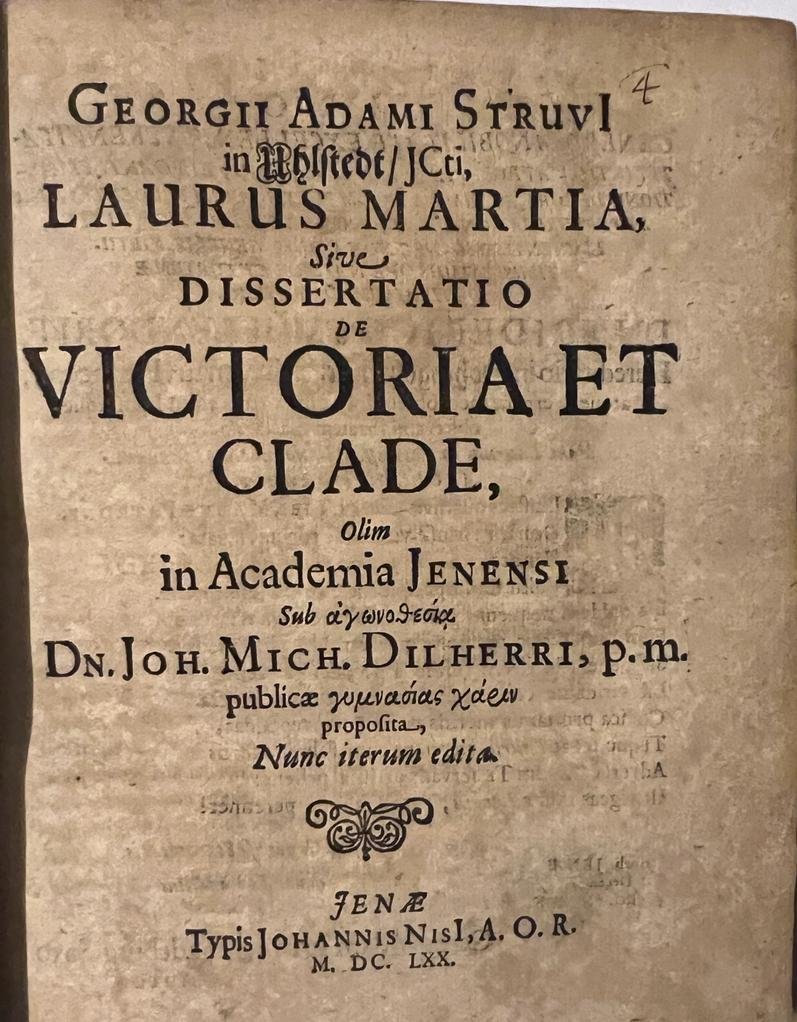 4
GEORGII ADAMI STRUVI
in Uhlſtedt/ JCti,
LAURUS MARTIA,
Sive
DISSERTATIO
DE
VICTORIA ET
CLADE,
Olim
in Academia JENENSI
Sub ἀγωνοθεσίᾳ
DN. JOH. MICH. DILHERRI, p. m.
publicæ γυμνασίας χάριν
propoſita,
Nunc iterum edita.
JENÆ
Typis JOHANNIS NISI, A. O. R.
M. DC. LXX.